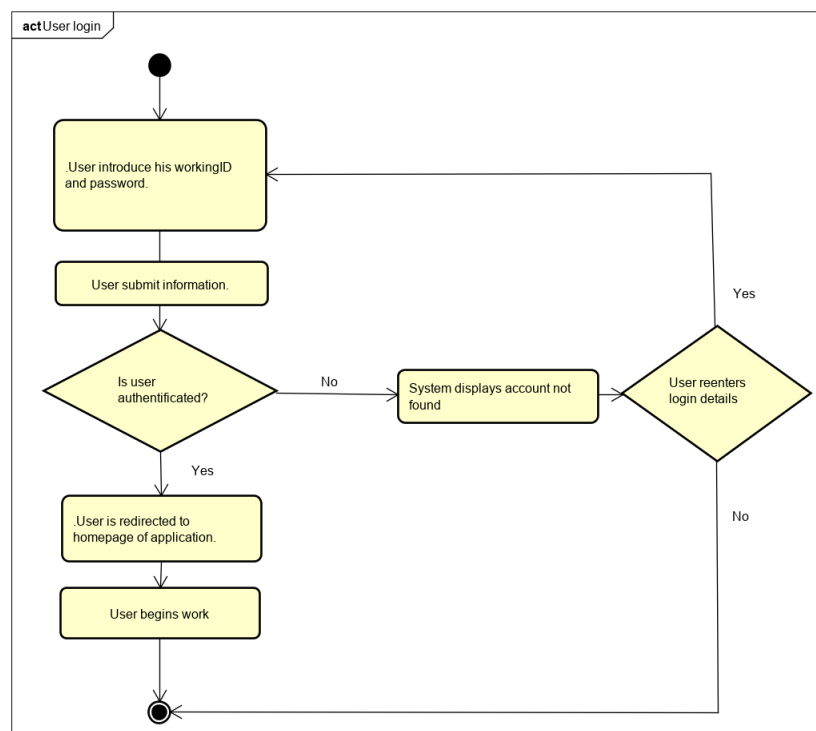 act User login
.User introduce his workingID
and password.
User submit information.
Yes
Is user
authentificated?
No
System displays account not
found
User reenters
login details
Yes
.User is redirected to
homepage of application.
No
User begins work